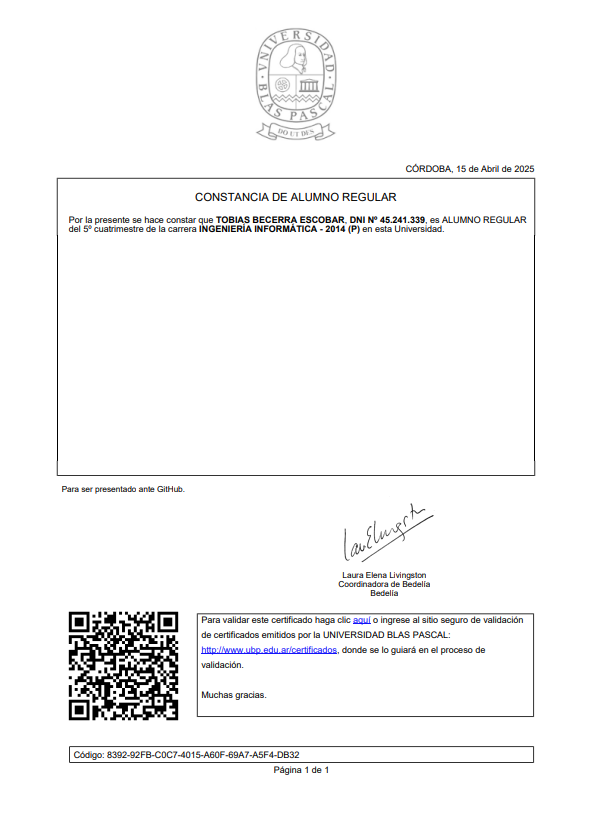 UNIVERSIDAD
BLAS PASCAL
DO UT DES
CÓRDOBA, 15 de Abril de 2025
CONSTANCIA DE ALUMNO REGULAR
Por la presente se hace constar que TOBIAS BECERRA ESCOBAR, DNI Nº 45.241.339, es ALUMNO REGULAR
del 5º cuatrimestre de la carrera INGENIERÍA INFORMÁTICA - 2014 (P) en esta Universidad.
Para ser presentado ante GitHub.
Laura Elena Livingston
Coordinadora de Bedelía
Bedelía
Para validar este certificado haga clic aquí o ingrese al sitio seguro de validación
de certificados emitidos por la UNIVERSIDAD BLAS PASCAL:
http://www.ubp.edu.ar/certificados, donde se lo guiará en el proceso de
validación.
Muchas gracias.
Código: 8392-92FB-C0C7-4015-A60F-69A7-A5F4-DB32
Página 1 de 1